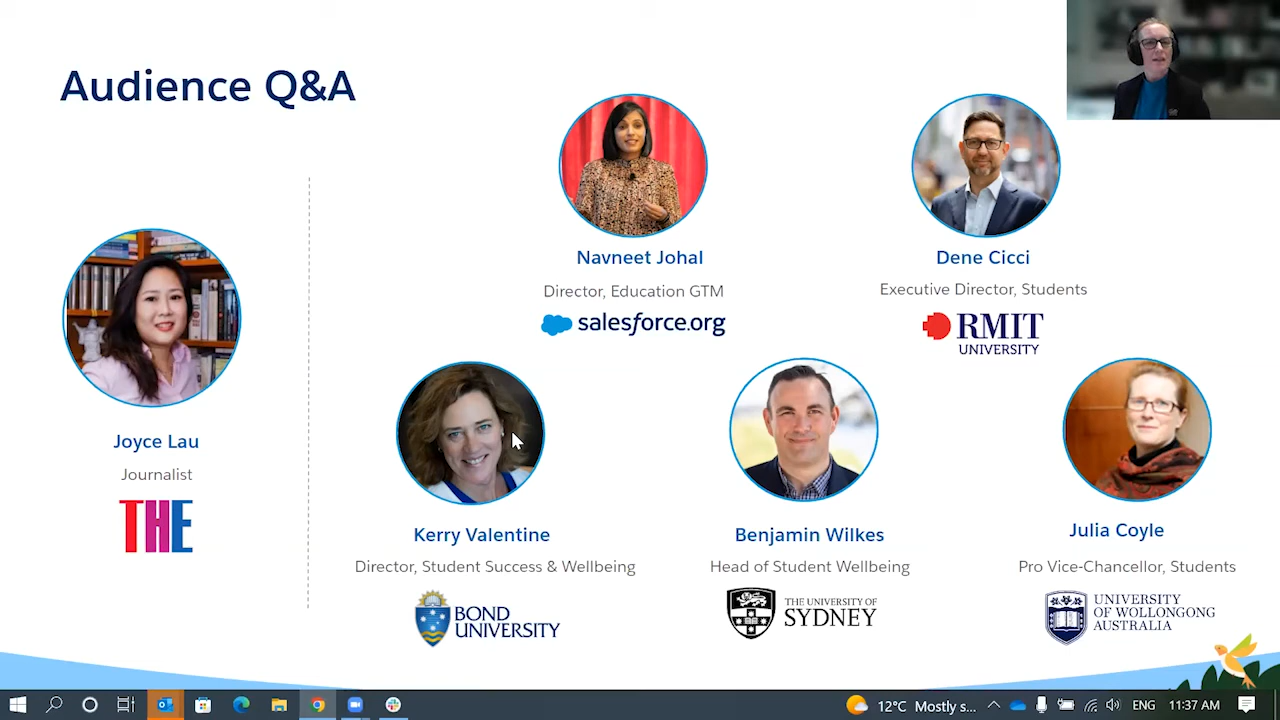 Audience Q&A
Joyce Lau
Journalist
THE
Navneet Johal
Director, Education GTM
salesforce.org
Dene Cicci
Executive Director, Students
RMIT
UNIVERSITY
Kerry Valentine
Director, Student Success & Wellbeing
BOND
UNIVERSITY
Benjamin Wilkes
Head of Student Wellbeing
THE UNIVERSITY OF
SYDNEY
Julia Coyle
Pro Vice-Chancellor, Students
UNIVERSITY
OF WOLLONGONG
AUSTRALIA
12°C Mostly s... ENG 11:37 AM